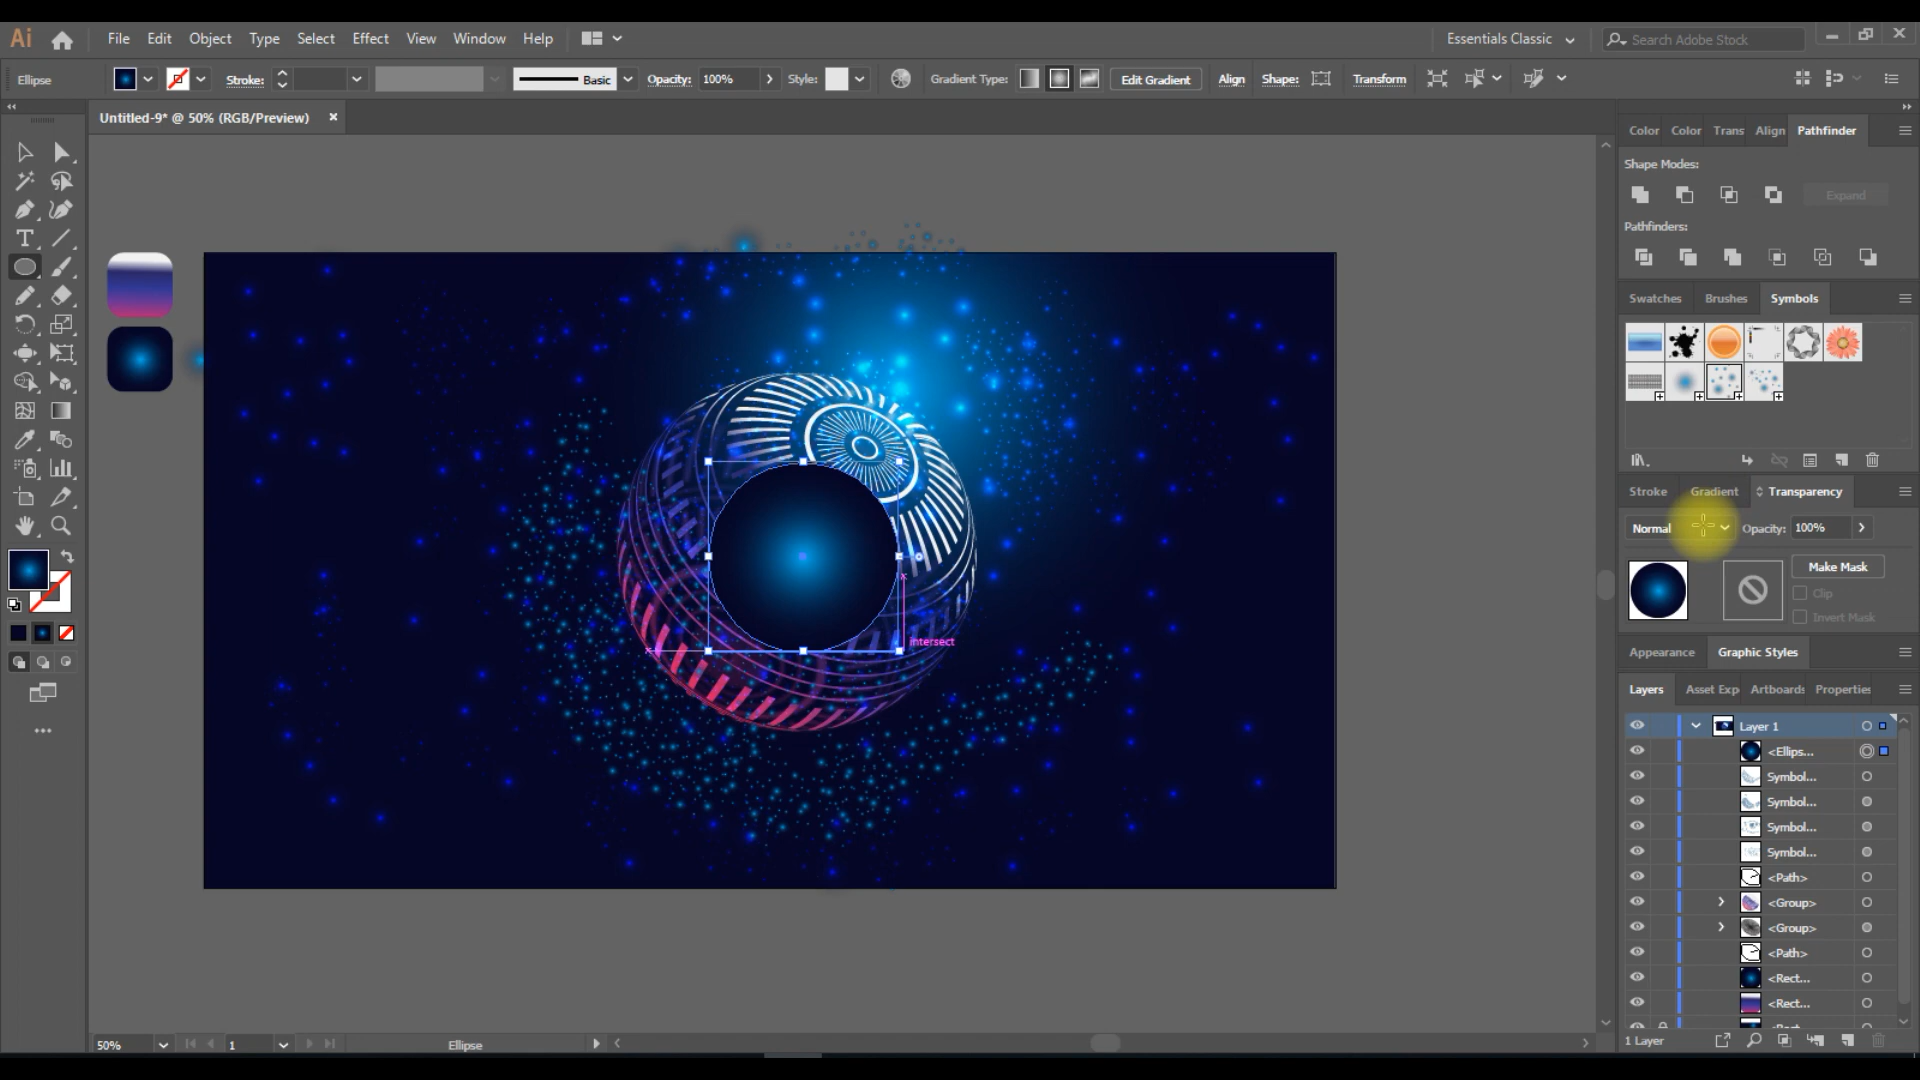 Ai File Edit Object Type Select Effect View Window Help Essentials Classic Search Adobe Stock
Ellipse Stroke: Basic Opacity: 100% Style: Gradient Type: Edit Gradient Align Shape: Transform
Untitled-9* @ 50% (RGB/Preview)
Color Color Trans Align Pathfinder
Shape Modes:
Expand
Pathfinders:
Swatches Brushes Symbols
Stroke Gradient Transparency
Normal Opacity: 100%
Make Mask
Clip
Invert Mask
intersect
Appearance Graphic Styles
Layers Asset Exp Artboards Properties
Layer 1
<Ellips...
Symbol...
Symbol...
Symbol...
Symbol...
<Path>
<Group>
<Group>
<Path>
<Rect...
<Rect...
1 Layer
50% 1 Ellipse